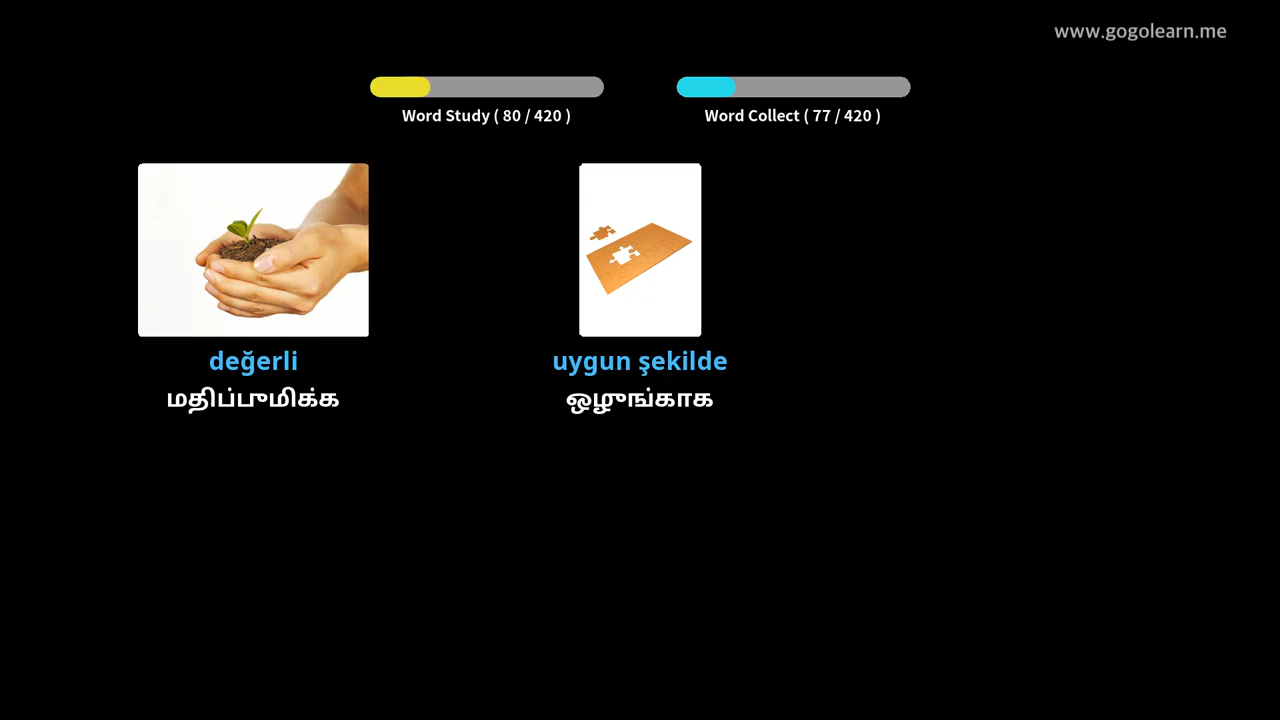 www.gogolearn.me
Word Study ( 80 / 420 )
Word Collect ( 77 / 420 )
değerli
மதிப்புமிக்க
uygun şekilde
ஒழுங்காக